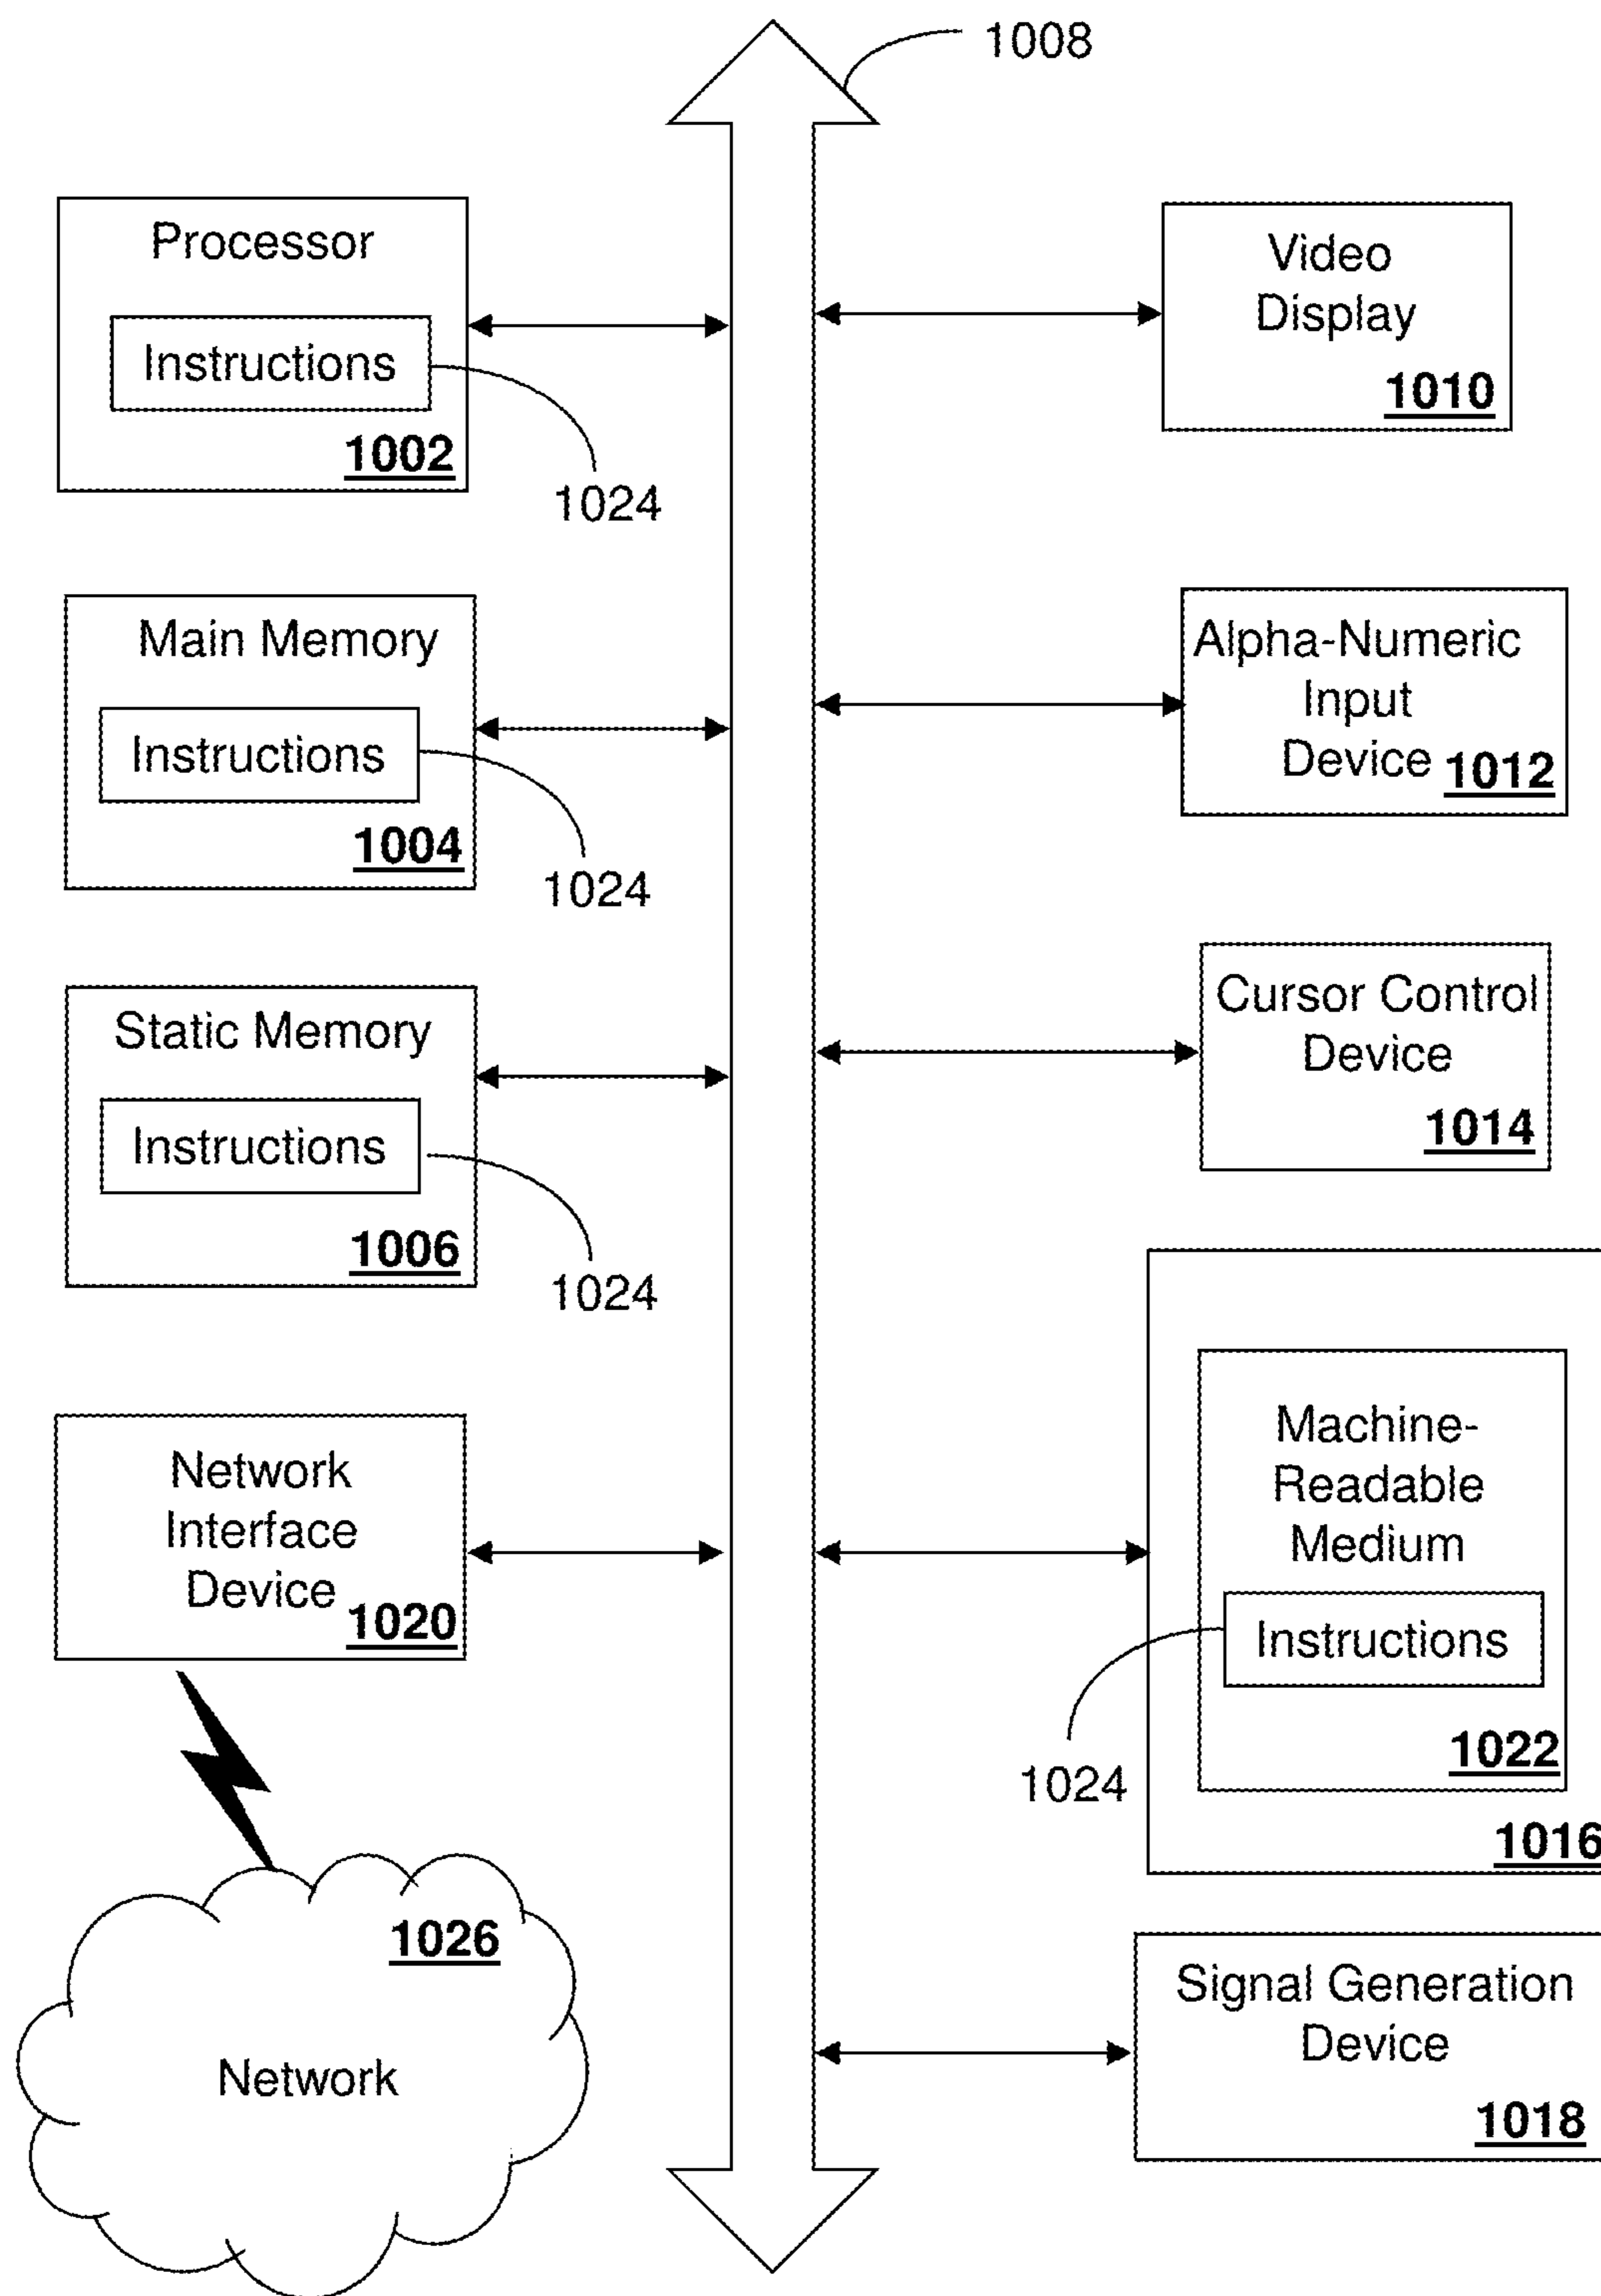 1008
Processor
Instructions
1002
1024
Main Memory
Instructions
1004
1024
Static Memory
Instructions
1006
1024
Network
Interface
Device
1020
1026
Network
Video
Display
1010
Alpha-Numeric
Input
Device 1012
Cursor Control
Device
1014
Machine-
Readable
Medium
Instructions
1022
1024
1016
Signal Generation
Device
1018